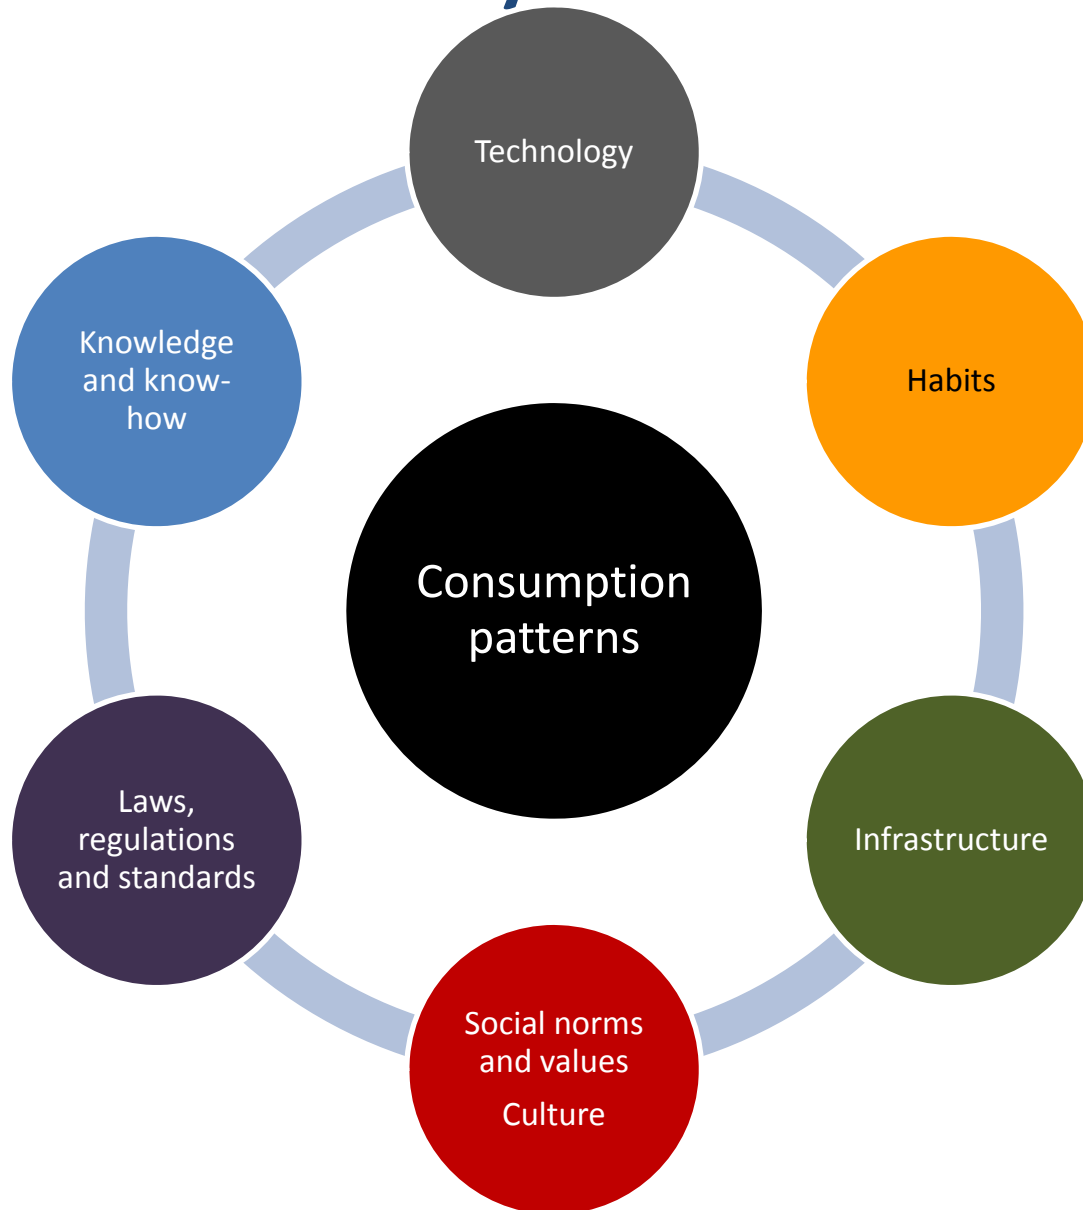 Technology
Habits
Infrastructure
Social norms
and values
Culture
Laws,
regulations
and standards
Knowledge
and know-
how
Consumption
patterns